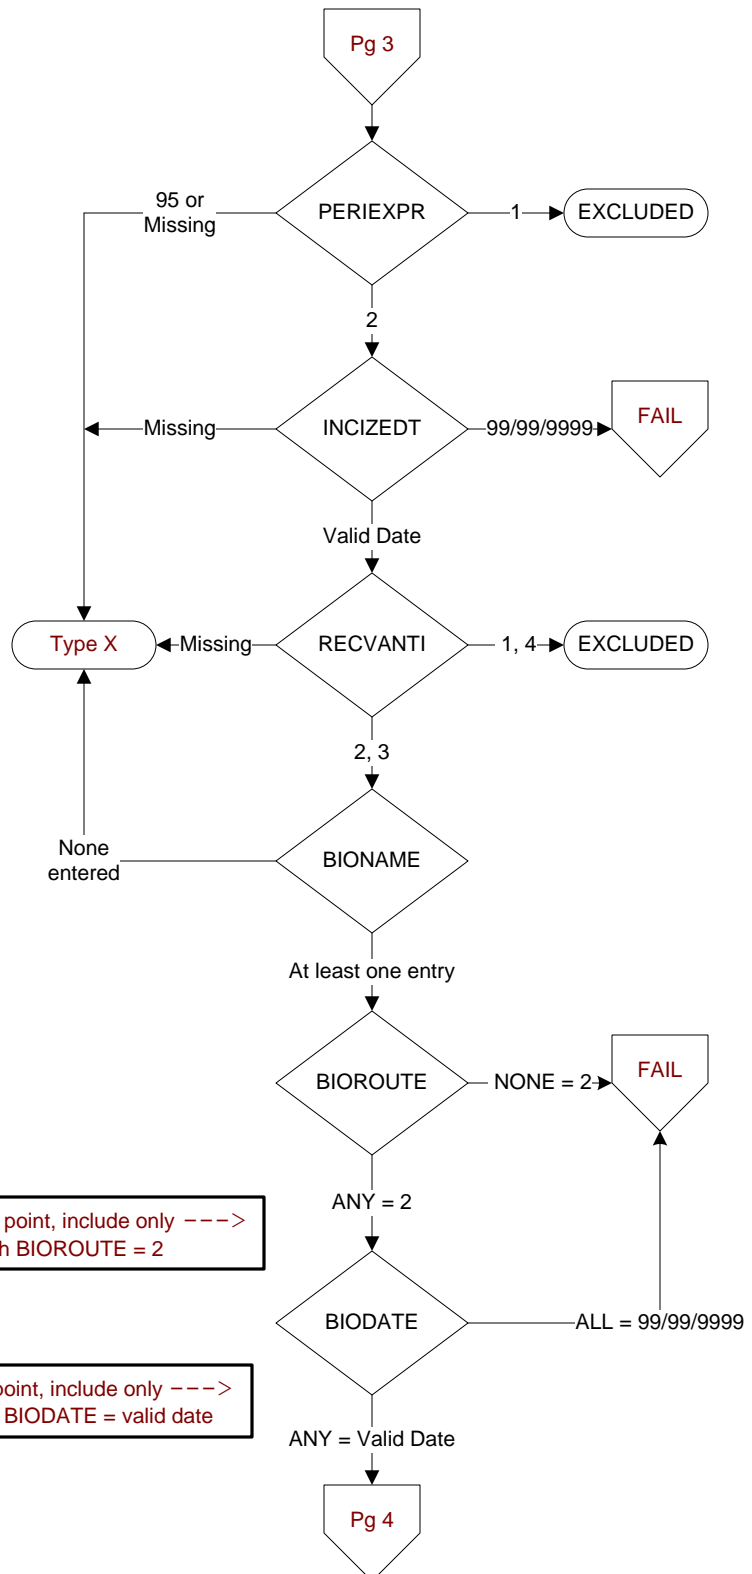 Pg 3
95 or
Missing
PERIEXPR
1
EXCLUDED
2
Missing
INCIZEDT
99/99/9999
FAIL
Valid Date
Type X
Missing
RECVANTI
1, 4
EXCLUDED
2, 3
None
entered
BIONAME
At least one entry
BIOROUTE
NONE = 2
FAIL
ANY = 2
point, include only --->
h BIOROUTE = 2
BIODATE
ALL = 99/99/9999
point, include only --->
BIODATE = valid date
ANY = Valid Date
Pg 4